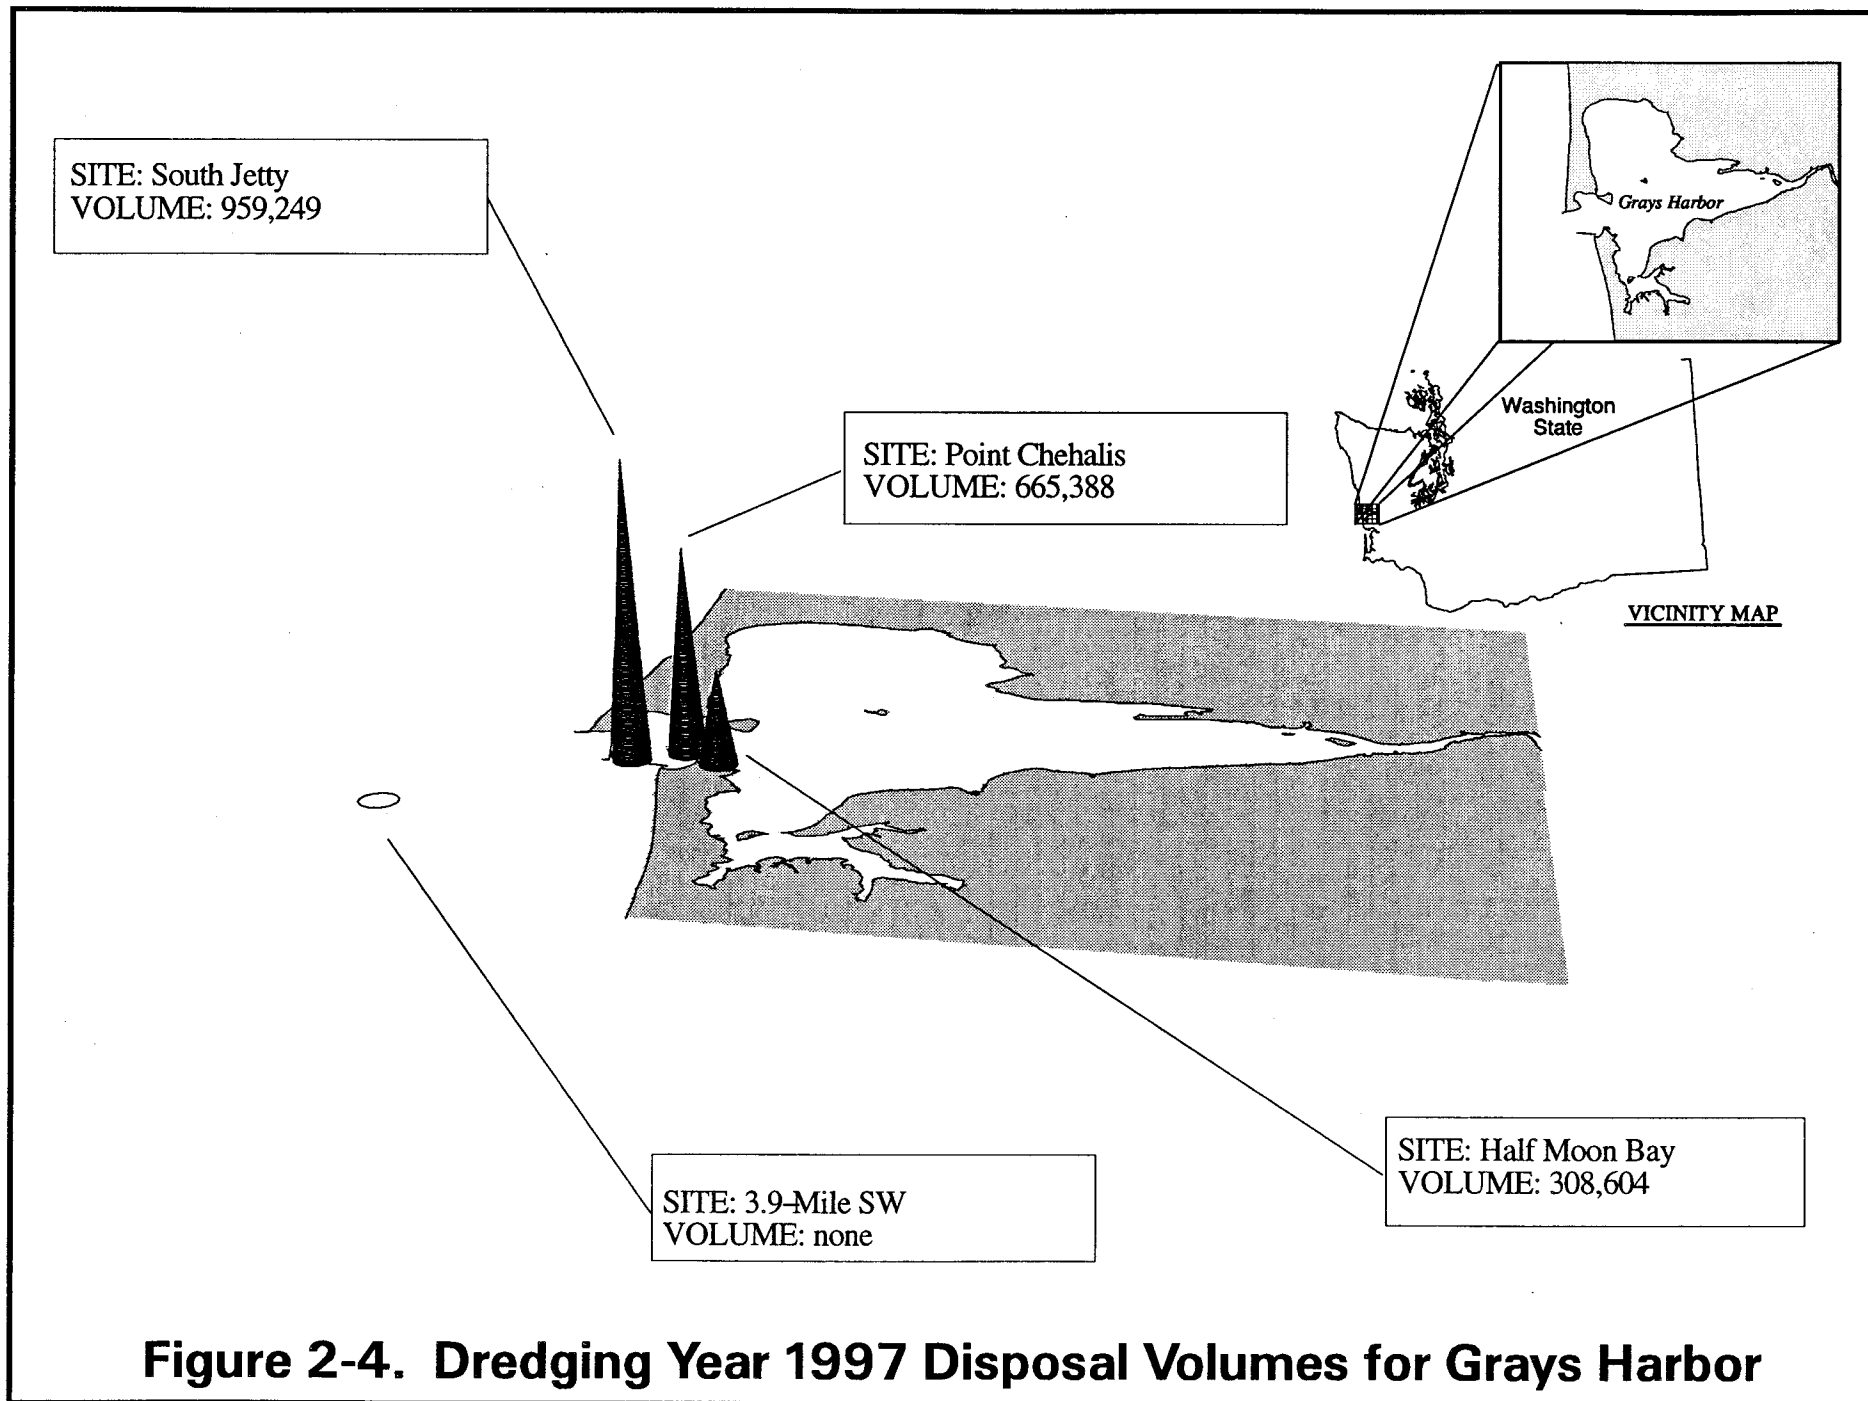 SITE: South Jetty
VOLUME: 959,249
Grays Harbor
Washington
State
SITE: Point Chehalis
VOLUME: 665,388
VICINITY MAP
SITE: Half Moon Bay
VOLUME: 308,604
SITE: 3.9-Mile SW
VOLUME: none
Figure 2-4. Dredging Year 1997 Disposal Volumes for Grays Harbor